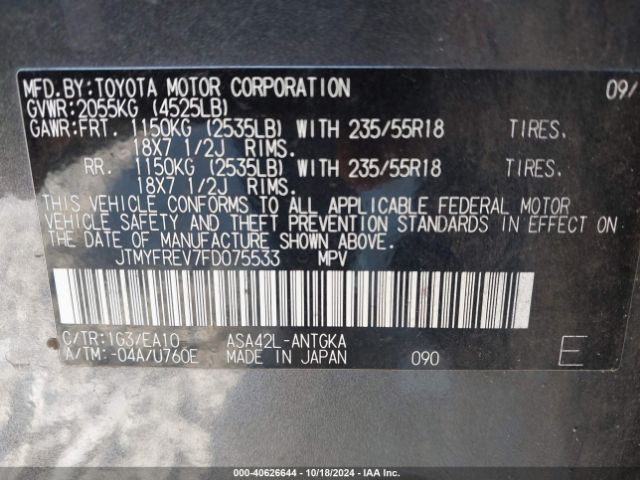 MFD.BY:TOYOTA MOTOR CORPORATION 09/
GVWR:2055KG (4525LB)
GAWR:FRT. 1150KG (2535LB) WITH 235/55R18 TIRES.
18X7 1/2J RIMS.
RR. 1150KG (2535LB) WITH 235/55R18 TIRES.
18X7 1/2J RIMS.
THIS VEHICLE CONFORMS TO ALL APPLICABLE FEDERAL MOTOR
VEHICLE SAFETY AND THEFT PREVENTION STANDARDS IN EFFECT ON
THE DATE OF MANUFACTURE SHOWN ABOVE.
JTMYFREV7FD075533 MPV
C/TR:1G3/EA10 ASA42L-ANTGKA
A/TM:-04A/U760E MADE IN JAPAN 090 E
000-40626644 | 10/18/2024 - IAA Inc.